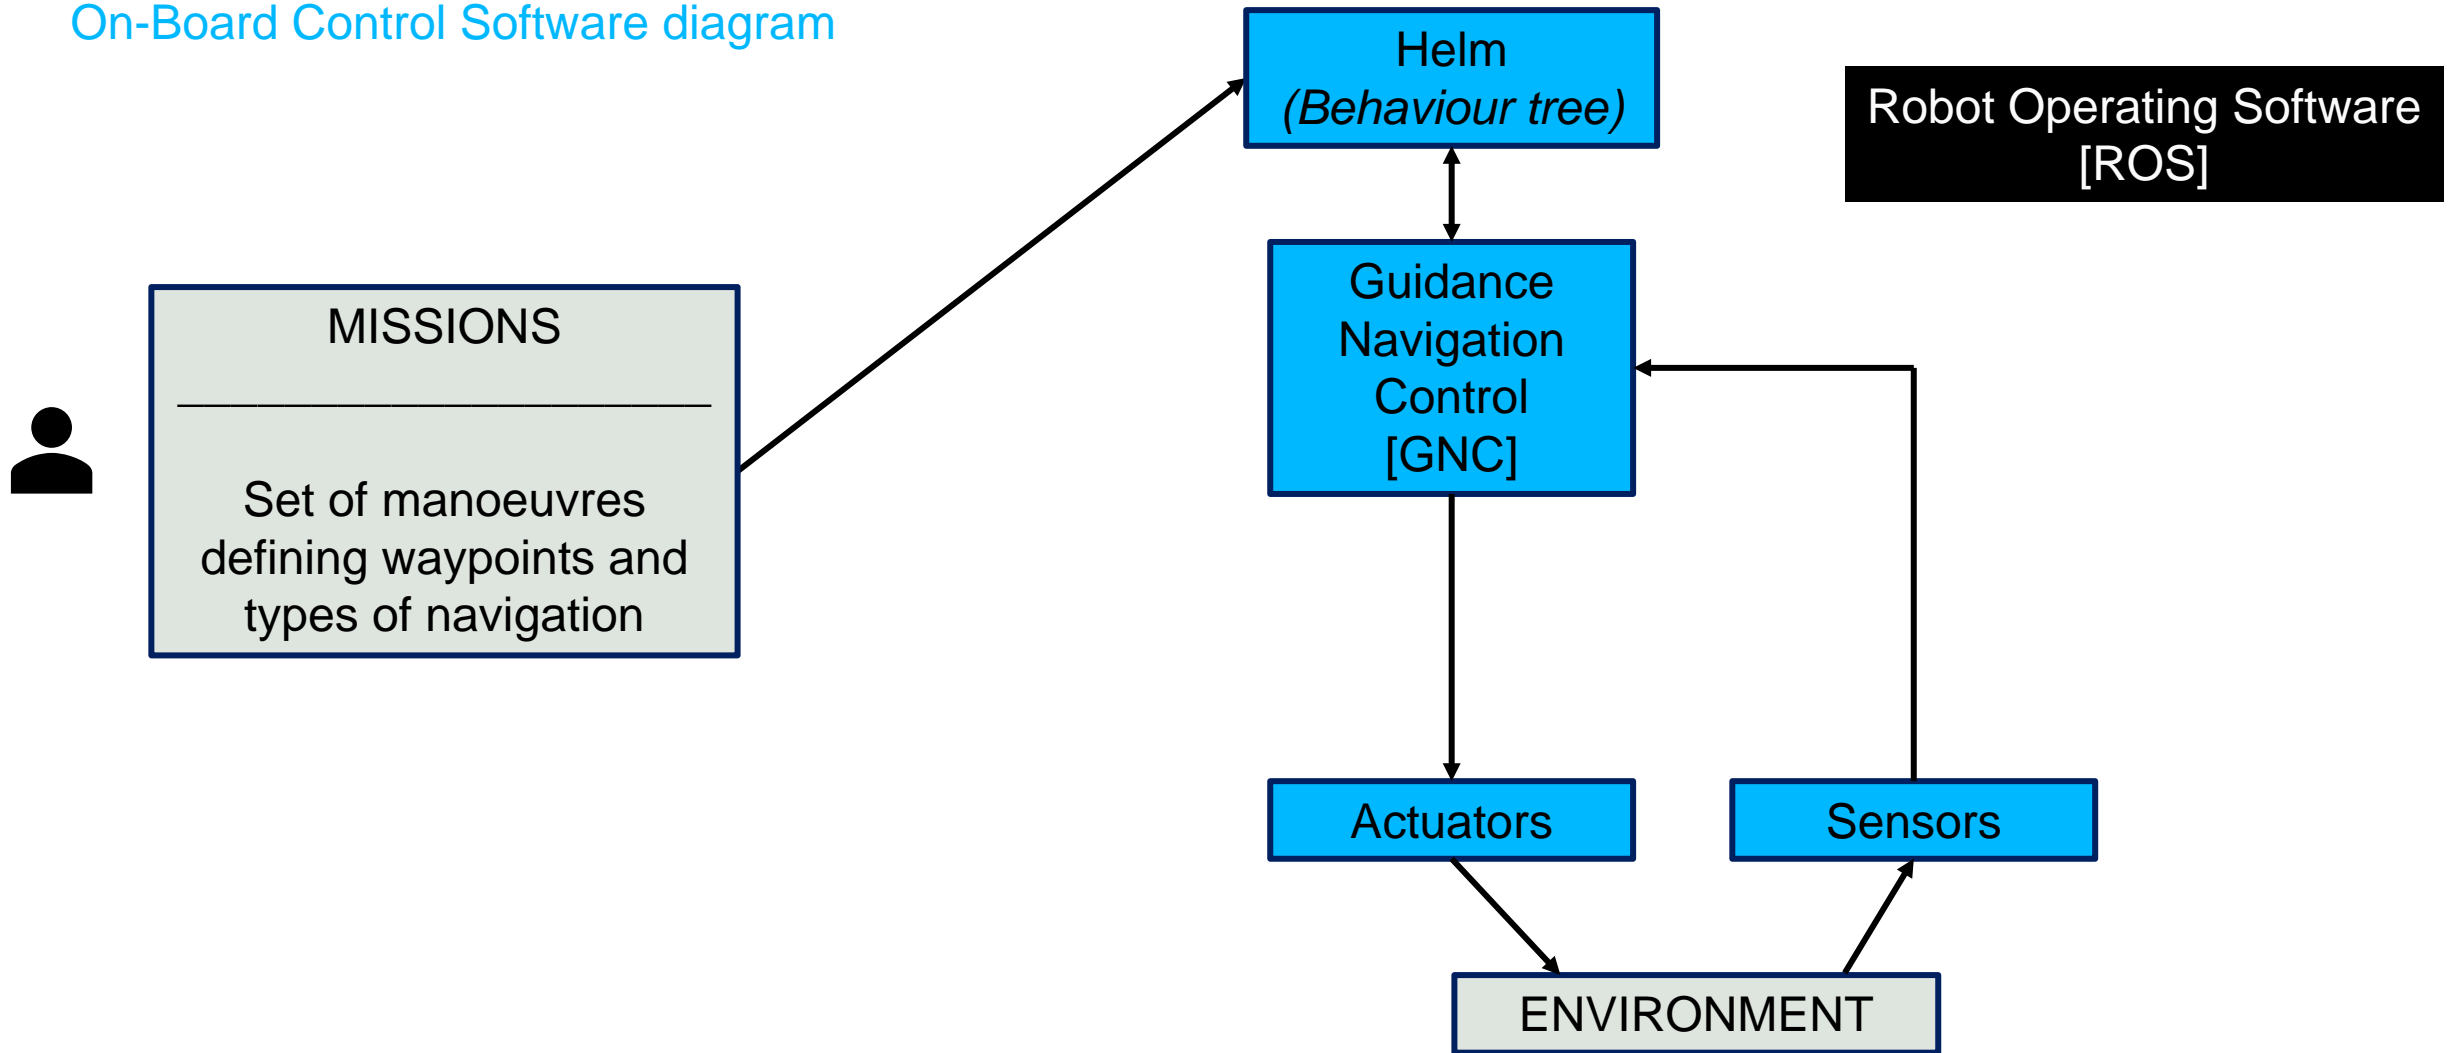 On-Board Control Software diagram
Helm
(Behaviour tree)
Robot Operating Software
[ROS]
Guidance
Navigation
Control
[GNC]
MISSIONS
Set of manoeuvres
defining waypoints and
types of navigation
Actuators
Sensors
ENVIRONMENT